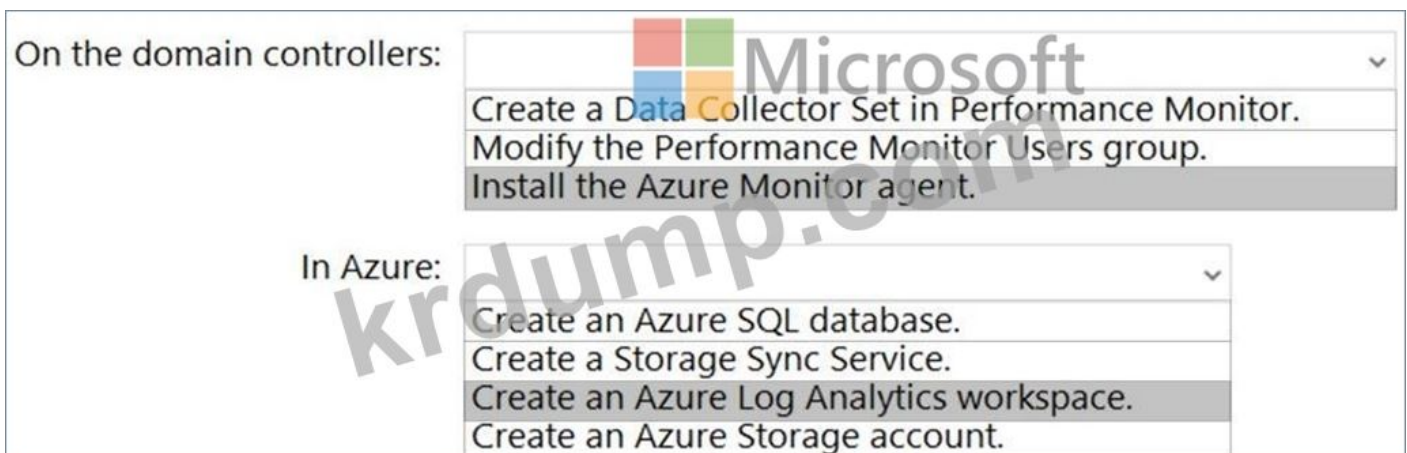 Microsoft
On the domain controllers:
Create a Data Collector Set in Performance Monitor.
Modify the Performance Monitor Users group.
Install the Azure Monitor agent.
krdump.com
In Azure:
Create an Azure SQL database.
Create a Storage Sync Service.
Create an Azure Log Analytics workspace.
Create an Azure Storage account.